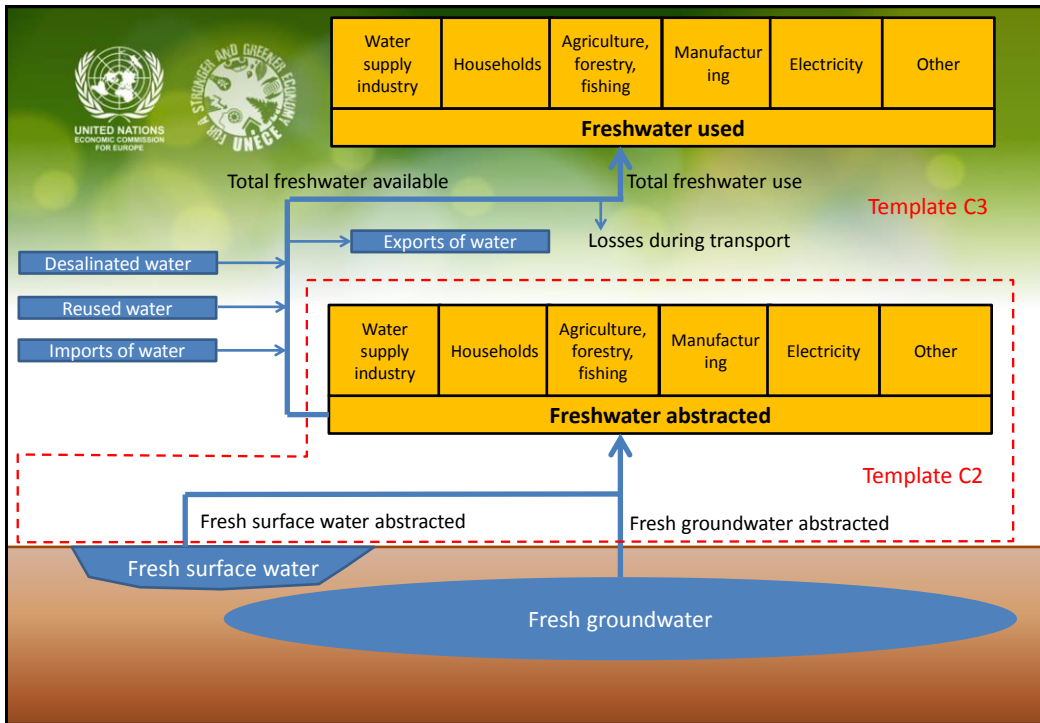 Water
supply
industry
Households
Agriculture,
forestry,
fishing
Manufactur
ing
Electricity
Other
Freshwater used
UNITED NATIONS
ECONOMIC COMMISSION
FOR EUROPE
FOR A STRONGER AND GREENER ECONOMY
UNECE
Total freshwater available
Total freshwater use
Template C3
Exports of water
Losses during transport
Desalinated water
Reused water
Imports of water
Water
supply
industry
Households
Agriculture,
forestry,
fishing
Manufactur
ing
Electricity
Other
Freshwater abstracted
Template C2
Fresh surface water abstracted
Fresh groundwater abstracted
Fresh surface water
Fresh groundwater